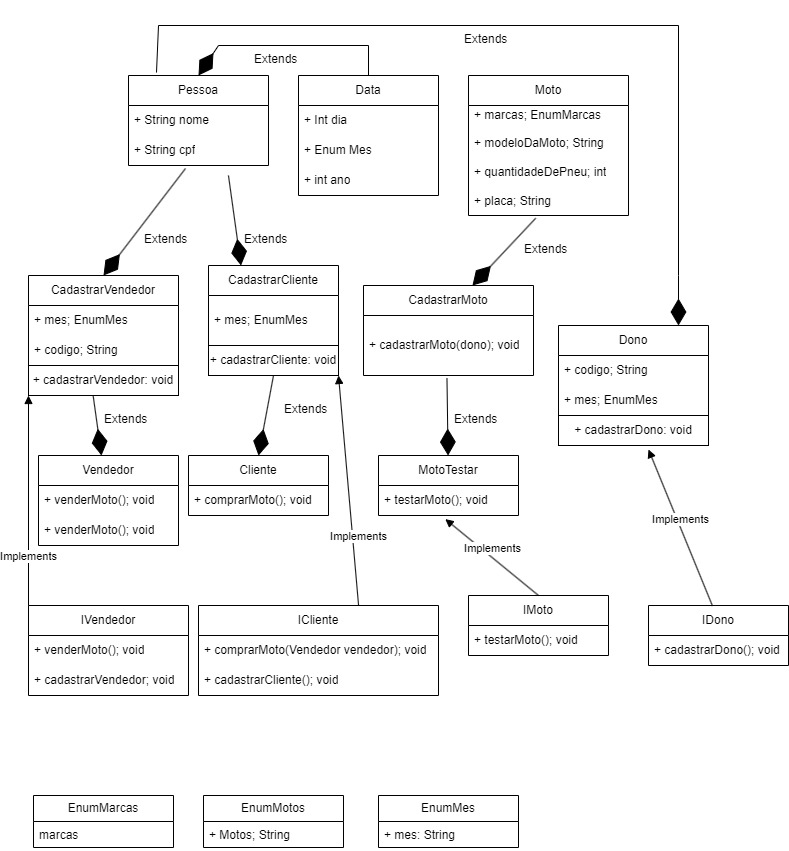 Extends
Extends
Pessoa
+ String nome
+ String cpf
Data
+ Int dia
+ Enum Mes
+ int ano
Moto
+ marcas; EnumMarcas
+ modeloDaMoto; String
+ quantidadeDePneu; int
+ placa; String
Extends
Extends
Extends
CadastrarVendedor
+ mes; EnumMes
+ codigo; String
+ cadastrarVendedor: void
CadastrarCliente
+ mes; EnumMes
+ cadastrarCliente: void
CadastrarMoto
+ cadastrarMoto(dono); void
Dono
+ codigo; String
+ mes; EnumMes
+ cadastrarDono: void
Extends
Extends
Extends
Vendedor
+ venderMoto(); void
+ venderMoto(); void
Cliente
+ comprarMoto(); void
MotoTestar
+ testarMoto(); void
Implements
Implements
Implements
Implements
IVendedor
+ venderMoto(); void
+ cadastrarVendedor; void
ICliente
+ comprarMoto(Vendedor vendedor); void
+ cadastrarCliente(); void
IMoto
+ testarMoto(); void
IDono
+ cadastrarDono(); void
EnumMarcas
marcas
EnumMotos
+ Motos; String
EnumMes
+ mes: String